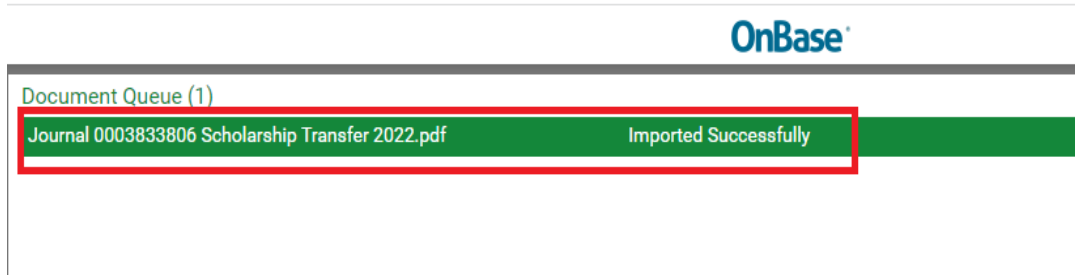 OnBase
Document Queue (1)
Journal 0003833806 Scholarship Transfer 2022.pdf Imported Successfully